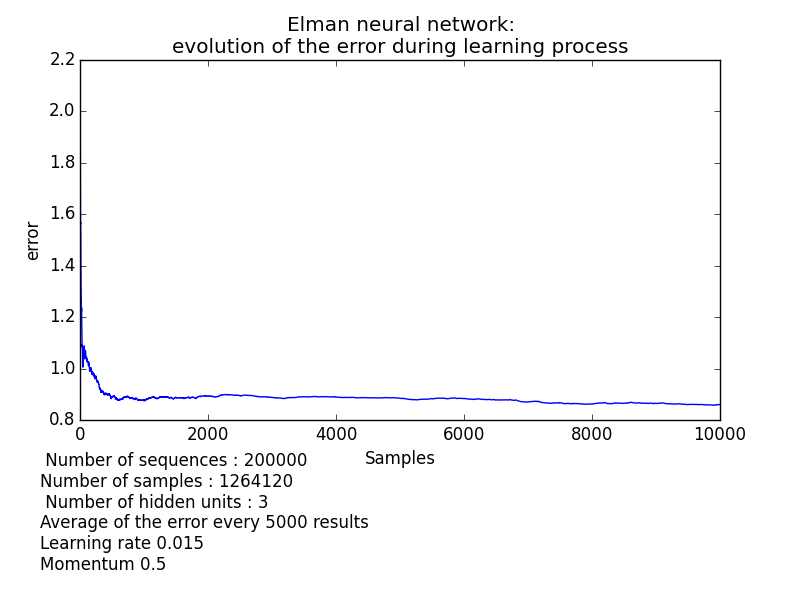 Elman neural network:
evolution of the error during learning process
2.2
2.0
1.8
1.6
1.4
1.2
1.0
0.8
error
0 2000 4000 6000 8000 10000
Samples
Number of sequences : 200000
Number of samples : 1264120
Number of hidden units : 3
Average of the error every 5000 results
Learning rate 0.015
Momentum 0.5